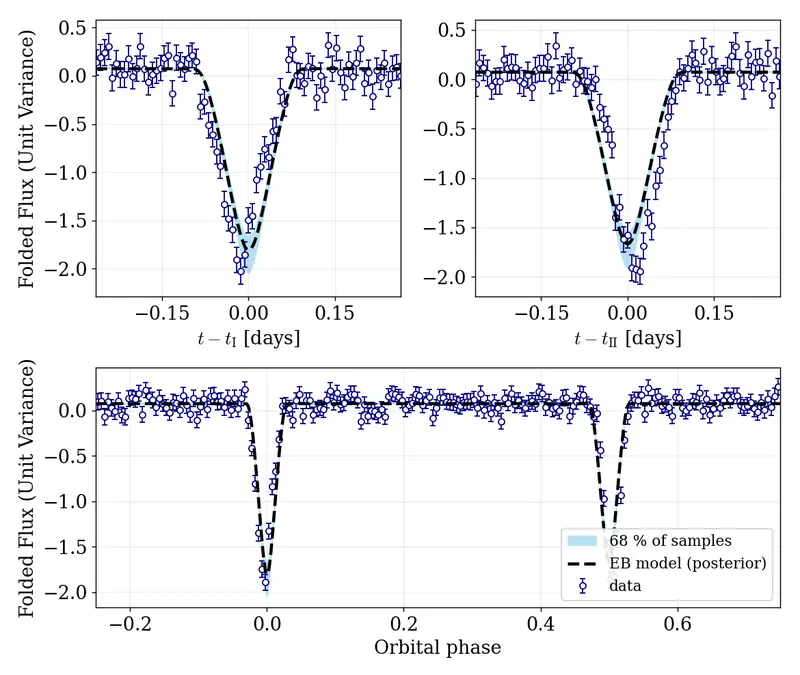 Folded Flux (Unit Variance)
0.5
0.0
−0.5
−1.0
−1.5
−2.0
−0.15 0.00 0.15
t − t_I [days]
0.5
0.0
−0.5
−1.0
−1.5
−2.0
−0.15 0.00 0.15
t − t_II [days]
Folded Flux (Unit Variance)
0.0
−0.5
−1.0
−1.5
−2.0
−0.2 0.0 0.2 0.4 0.6
Orbital phase
68 % of samples
EB model (posterior)
data